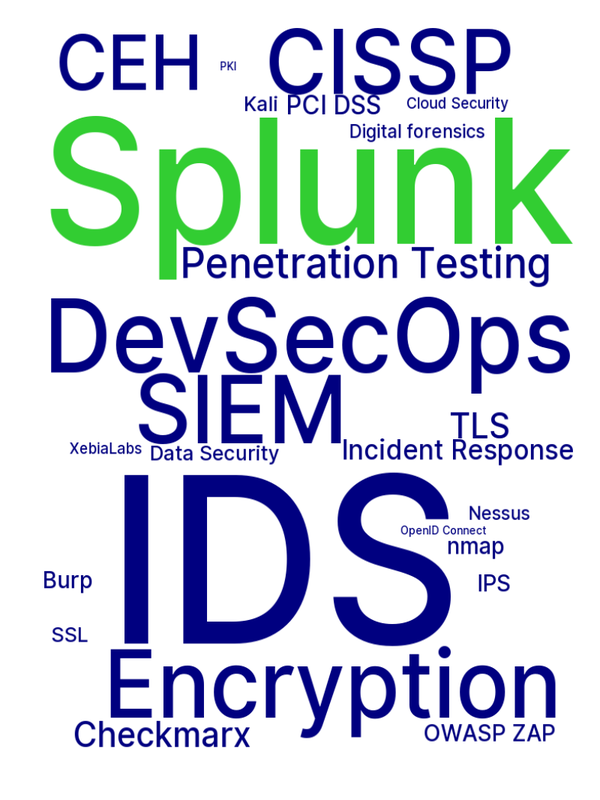 CEH PKI CISSP
Kali PCI DSS Cloud Security
Digital forensics
Splunk
Penetration Testing
DevSecOps
SIEM
TLS
XebiaLabs Data Security Incident Response
IDS
Nessus
OpenID Connect
nmap
Burp
IPS
SSL
Encryption
Checkmarx OWASP ZAP